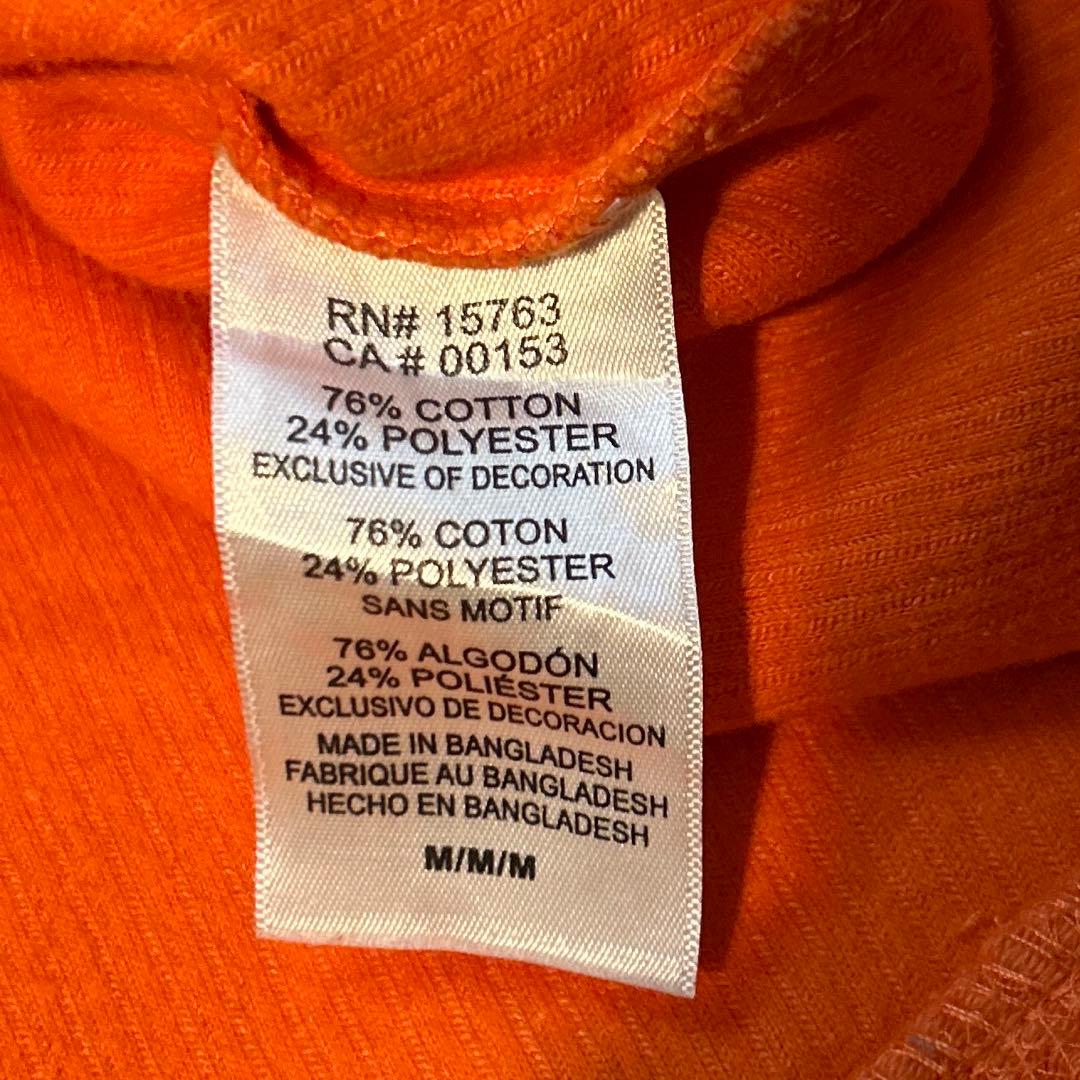 RN# 15763
CA # 00153
76% COTTON
24% POLYESTER
EXCLUSIVE OF DECORATION
76% COTON
24% POLYESTER
SANS MOTIF
76% ALGODÓN
24% POLIÉSTER
EXCLUSIVO DE DECORACION
MADE IN BANGLADESH
FABRIQUE AU BANGLADESH
HECHO EN BANGLADESH
M/M/M